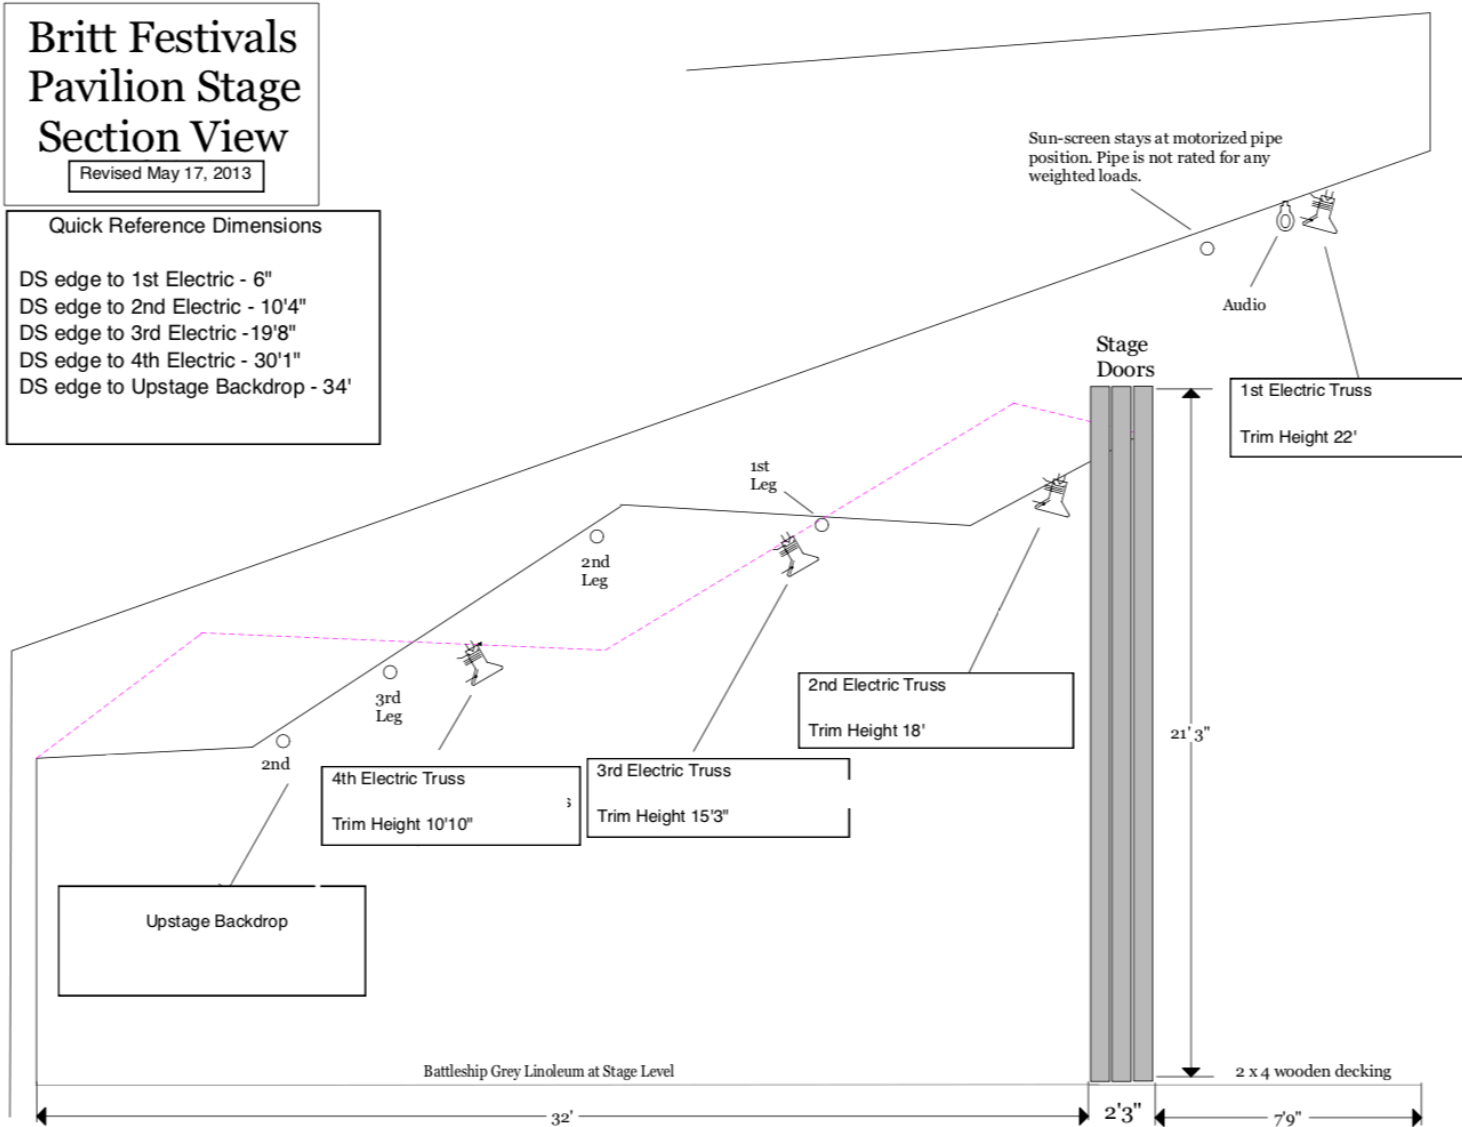 Britt Festivals
Pavilion Stage
Section View
Revised May 17, 2013
Quick Reference Dimensions
DS edge to 1st Electric - 6"
DS edge to 2nd Electric - 10'4"
DS edge to 3rd Electric -19'8"
DS edge to 4th Electric - 30'1"
DS edge to Upstage Backdrop - 34'
Sun-screen stays at motorized pipe
position. Pipe is not rated for any
weighted loads.
Audio
Stage
Doors
1st Electric Truss
Trim Height 22'
1st
Leg
2nd
Leg
3rd
Leg
2nd
2nd Electric Truss
Trim Height 18'
21' 3"
4th Electric Truss
Trim Height 10'10"
3rd Electric Truss
Trim Height 15'3"
Upstage Backdrop
Battleship Grey Linoleum at Stage Level
2 x 4 wooden decking
32'
2'3"
7'9"